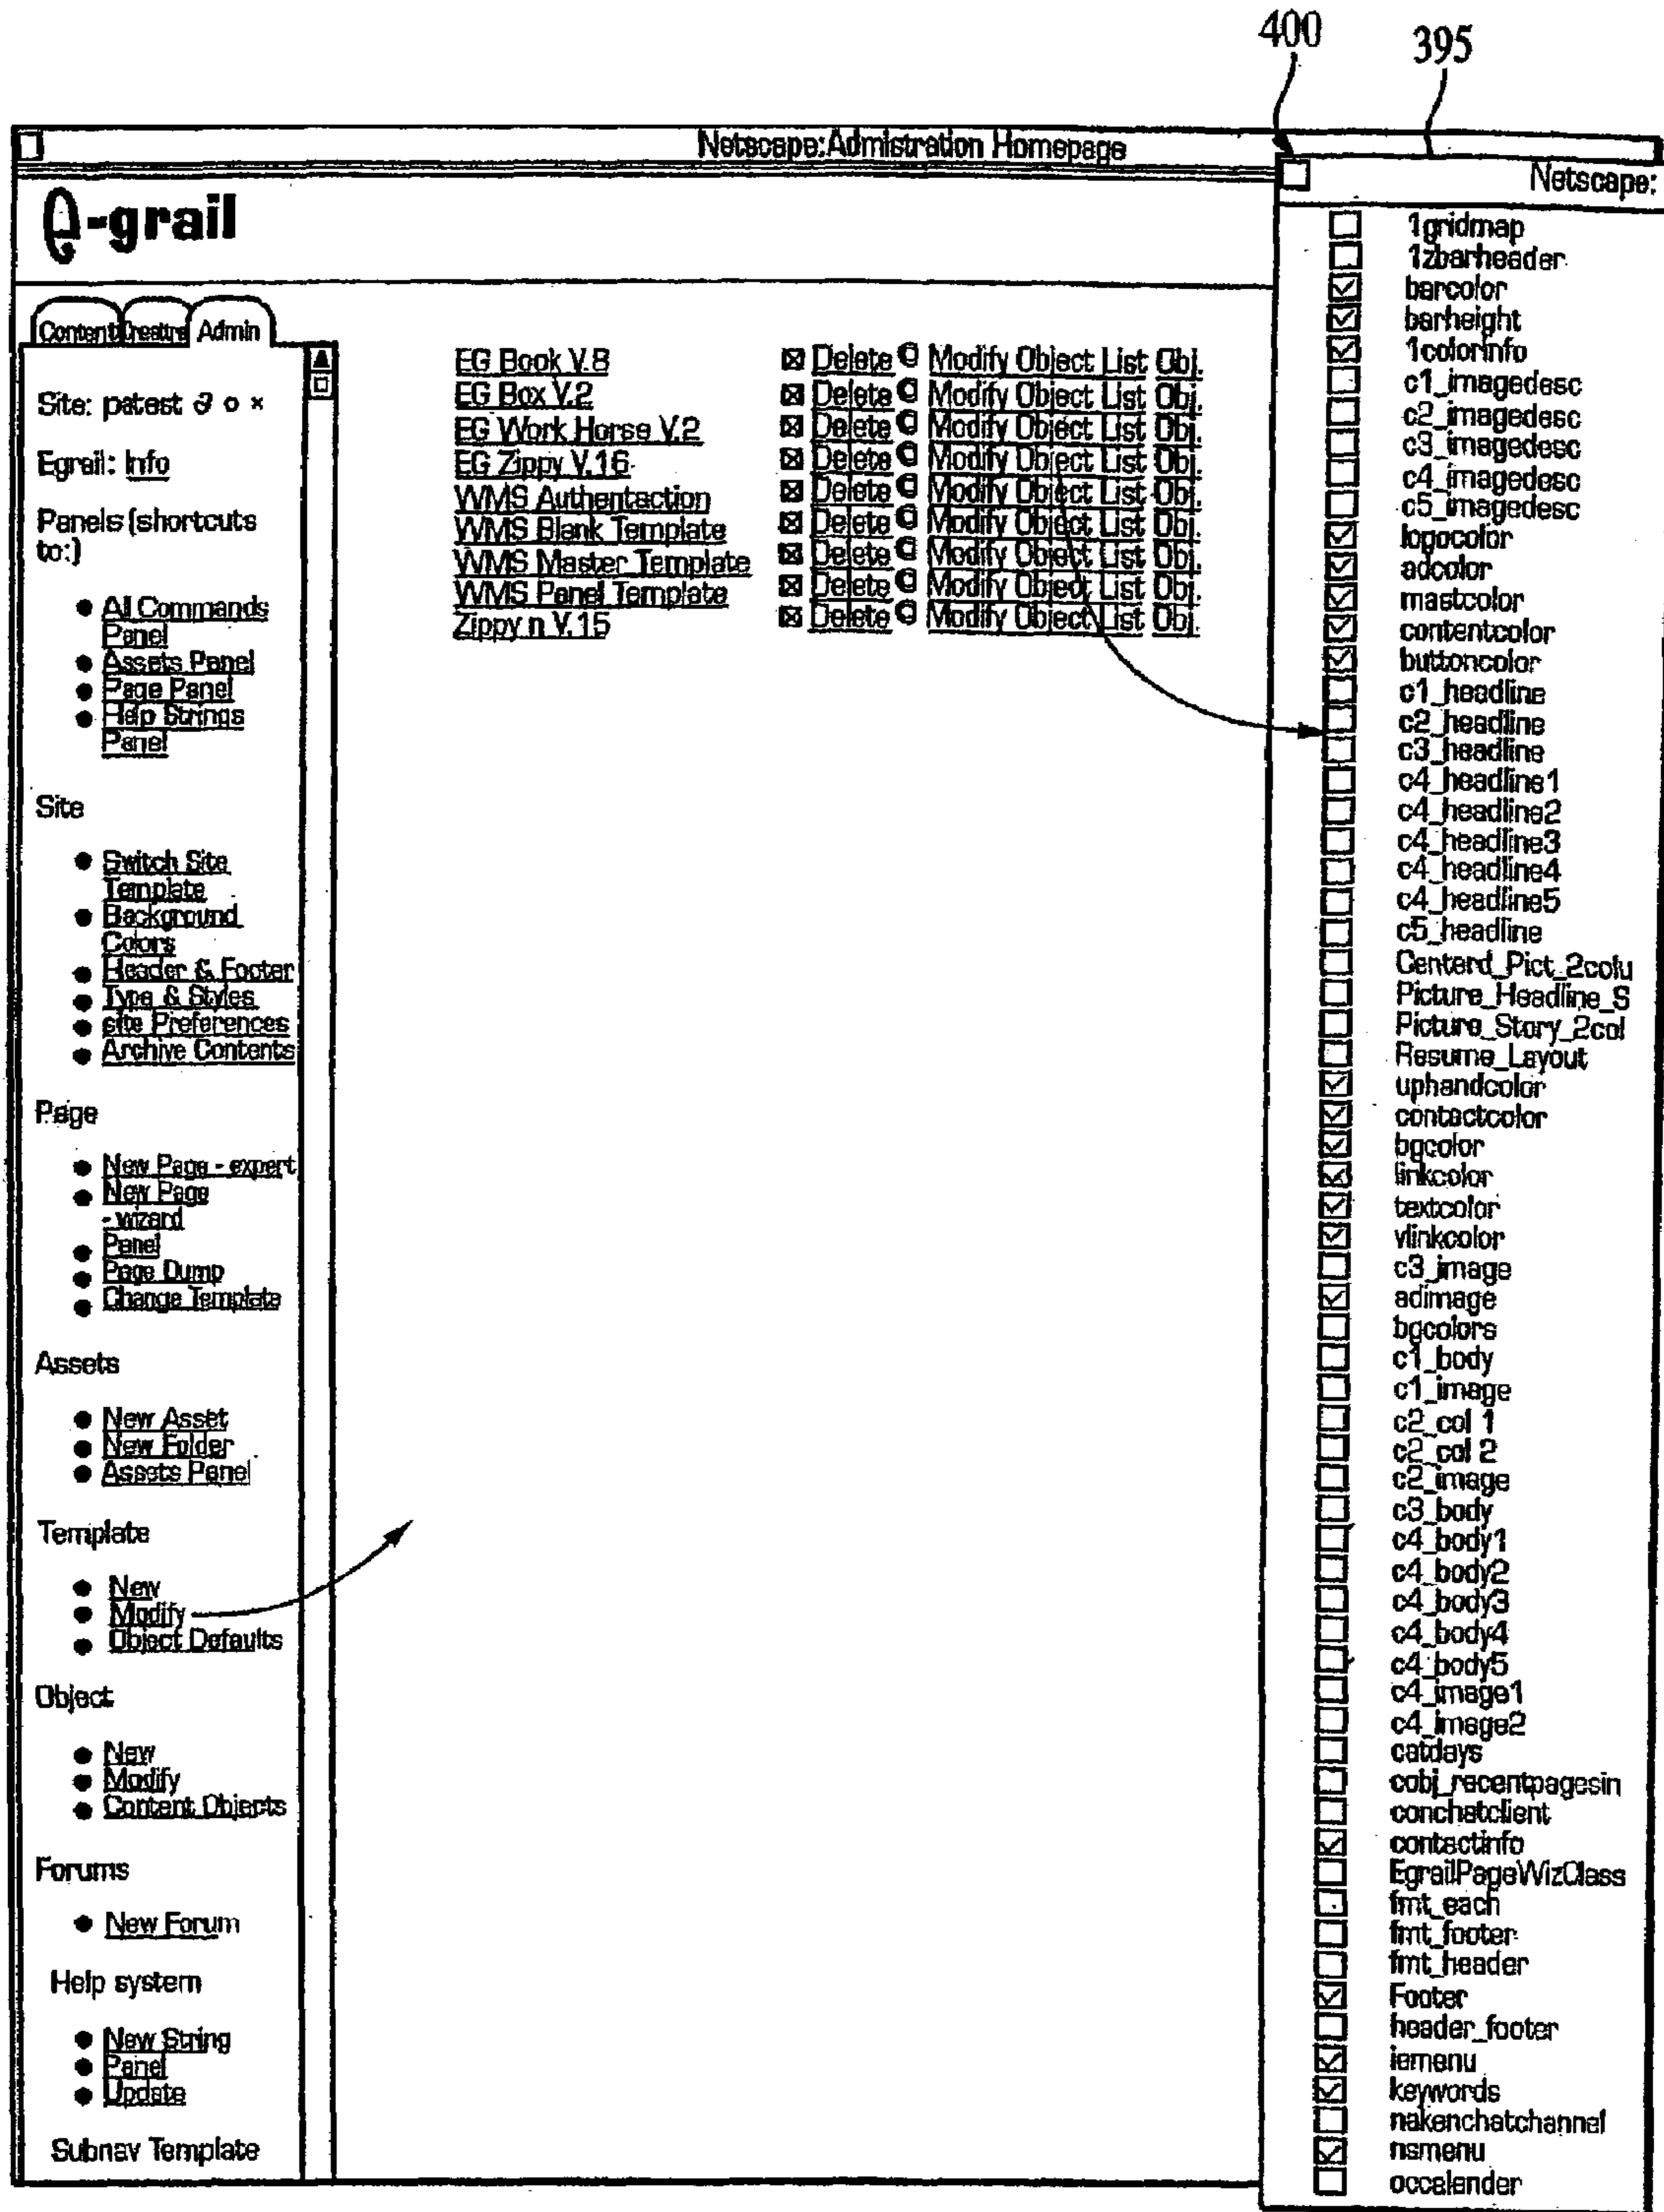 400
395
Netscape:Admistration Homepage
e-grail
Content Creatve Admin
Site: patest
Egrail: Info
Panels (shortcuts
to:)
All Commands
Panel
Assets Panel
Page Panel
Help Strings
Panel
Site
Switch Site
Template
Background
Colors
Header & Footer
Type & Styles
site Preferences
Archive Contents
Page
New Page - expert
New Page
- wizard
Panel
Page Dump
Change Template
Assets
New Asset
New Folder
Assets Panel
Template
New
Modify
Object Defaults
Object
New
Modify
Content Objects
Forums
New Forum
Help system
New String
Panel
Update
Subnav Template
EG Book V.8 Delete Modify Object List Obj.
EG Box V.2 Delete Modify Object List Obj.
EG Work Horse V.2 Delete Modify Object List Obj.
EG Zippy V.16 Delete Modify Object List Obj.
WMS Authentaction Delete Modify Object List Obj.
WMS Blank Template Delete Modify Object List Obj.
WMS Master Template Delete Modify Object List Obj.
WMS Panel Template Delete Modify Object List Obj.
Zippy n V.15 Delete Modify Object List Obj.
Netscape:
1gridmap
1zbarheader
barcolor
barheight
1colorinfo
c1_imagedesc
c2_imagedesc
c3_imagedesc
c4_imagedesc
c5_imagedesc
logocolor
adcolor
mastcolor
contentcolor
buttoncolor
c1_headline
c2_headline
c3_headline
c4_headline1
c4_headline2
c4_headline3
c4_headline4
c4_headline5
c5_headline
Centerd_Pict_2colu
Picture_Headline_S
Picture_Story_2col
Resume_Layout
uphandcolor
contactcolor
bgcolor
linkcolor
textcolor
vlinkcolor
c3_image
adimage
bgcolors
c1_body
c1_image
c2_col 1
c2_col 2
c2_image
c3_body
c4_body1
c4_body2
c4_body3
c4_body4
c4_body5
c4_image1
c4_image2
catdays
cobj_recentpagesin
conchatclient
contactinfo
EgrailPageWizClass
fmt_each
fmt_footer
fmt_header
Footer
header_footer
iemenu
keywords
nakenchatchannel
nsmenu
occalender